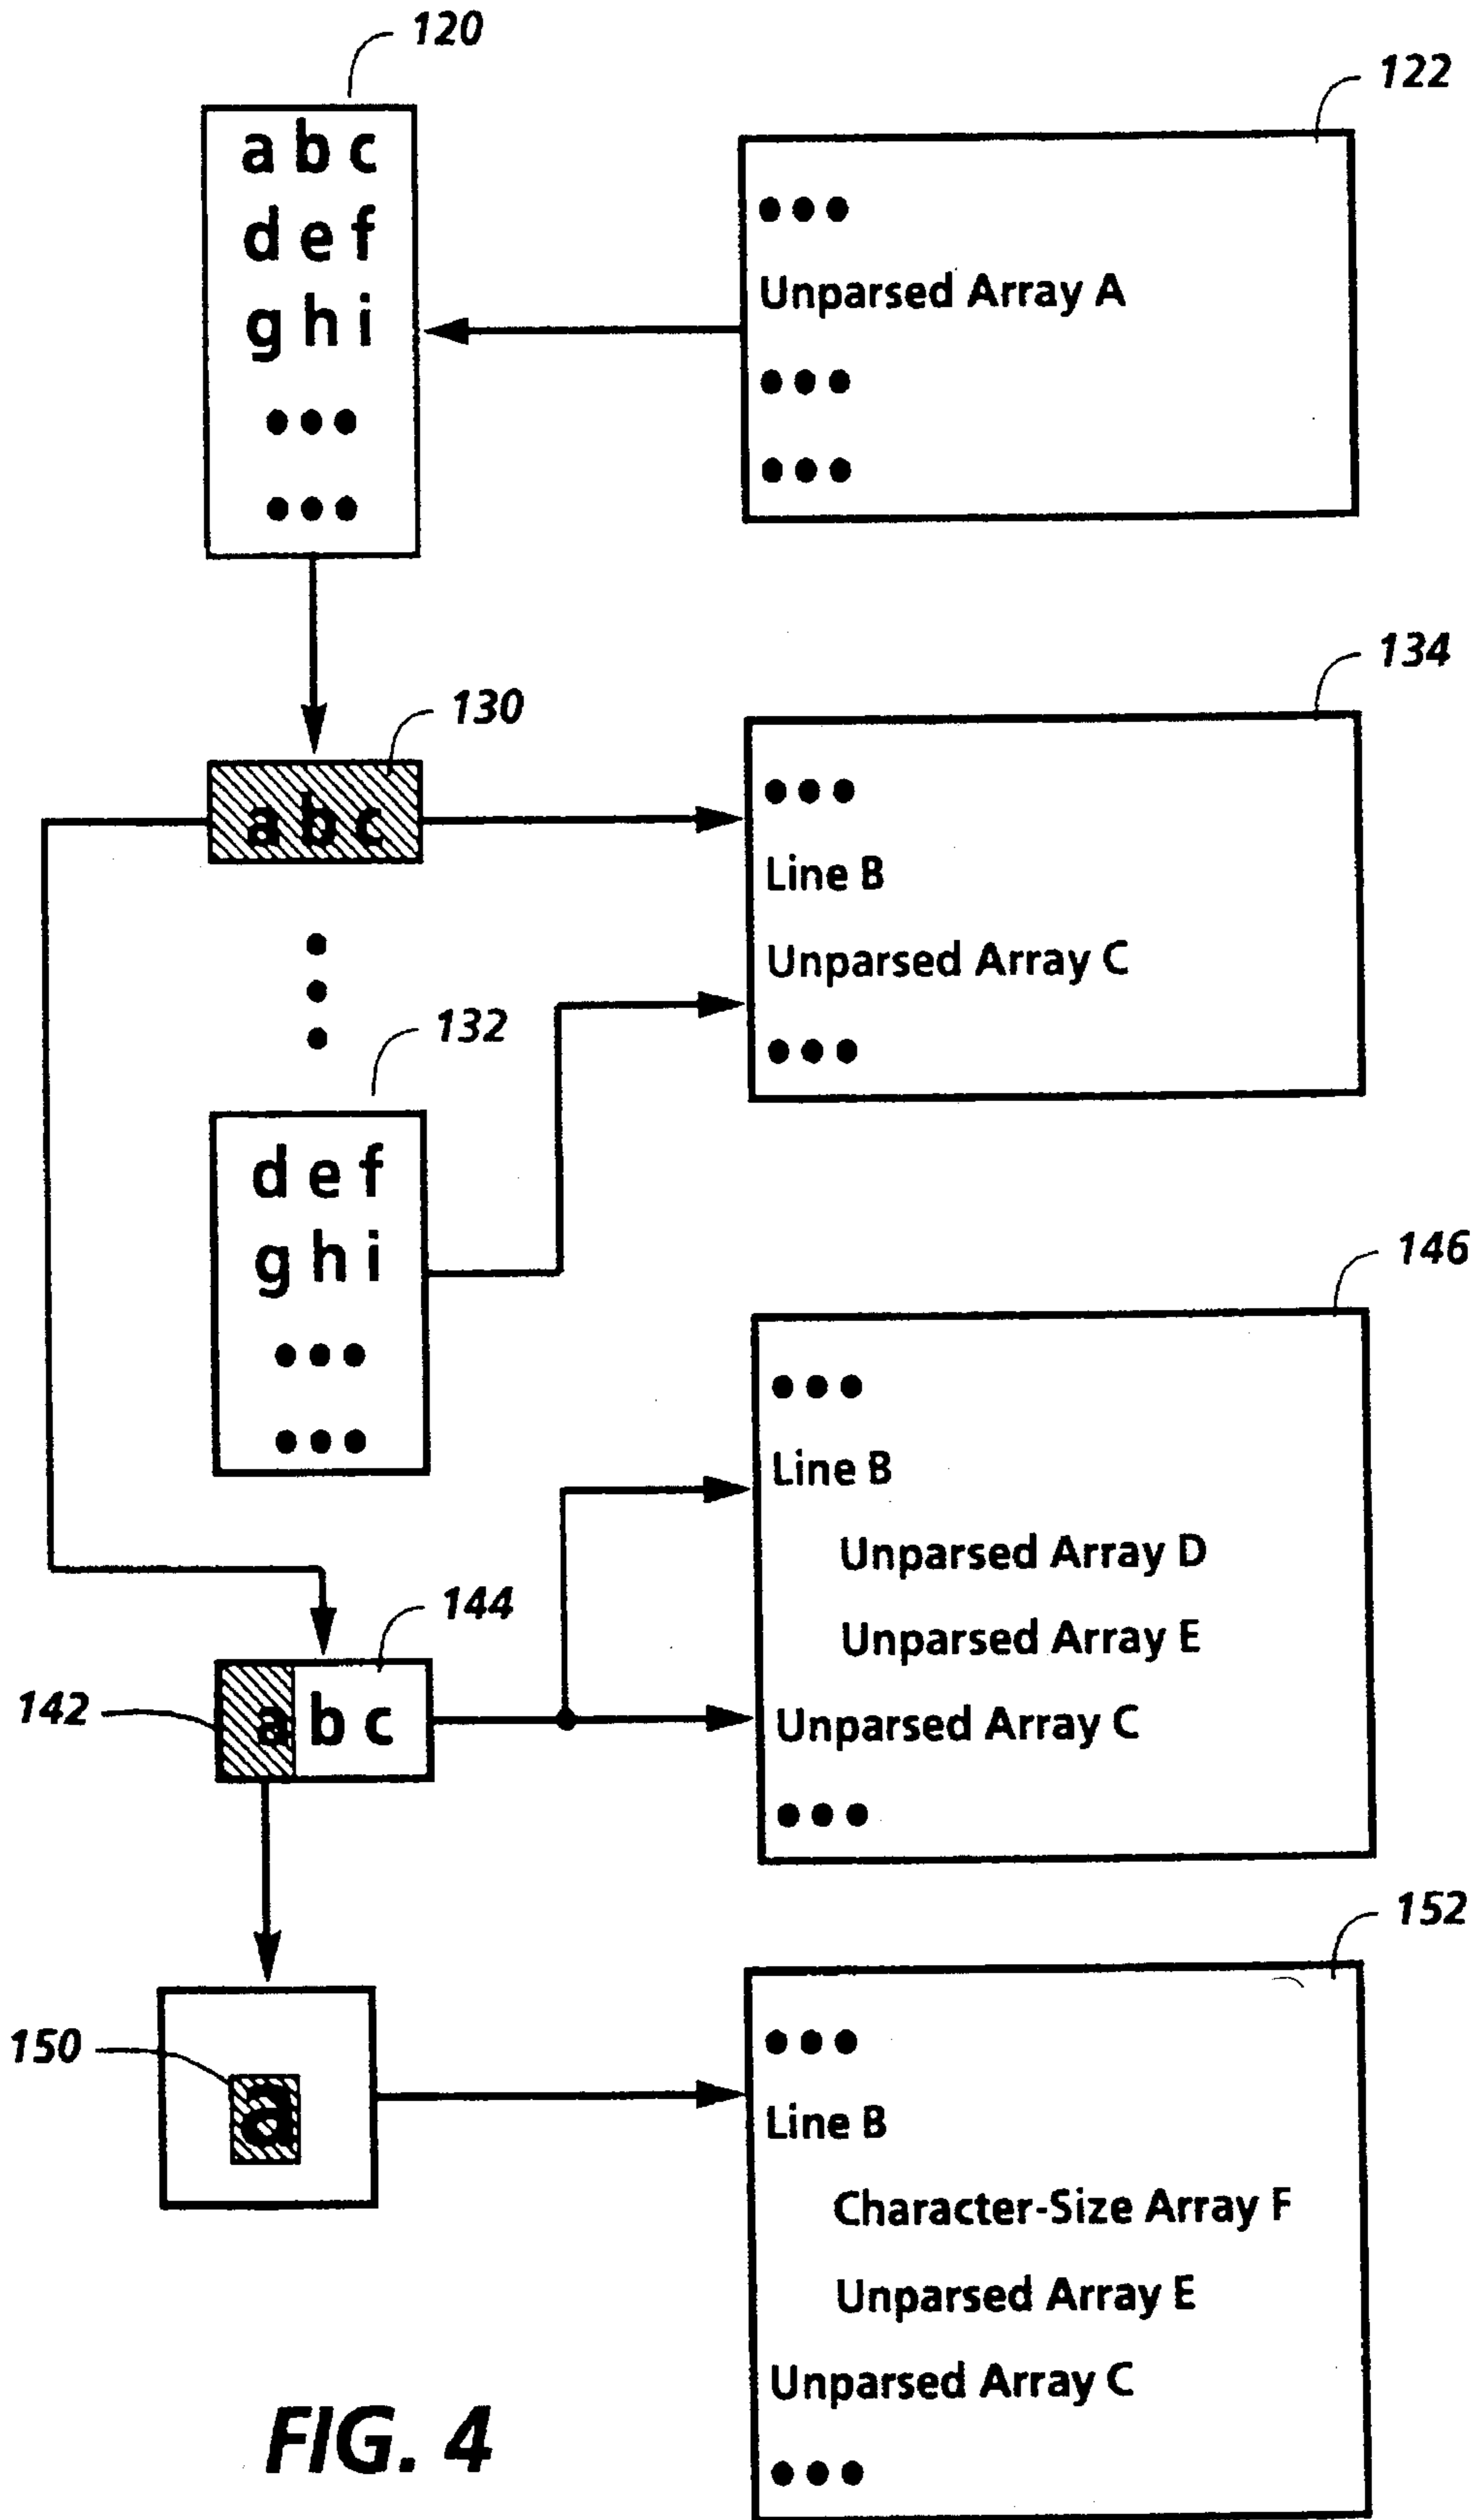 120
a b c
d e f
g h i
•••
•••
122
•••
Unparsed Array A
•••
•••
130
a b c
134
•••
Line B
Unparsed Array C
•••
132
d e f
g h i
•••
•••
146
•••
Line B
Unparsed Array D
Unparsed Array E
Unparsed Array C
•••
142
144
a b c
150
a
152
•••
Line B
Character-Size Array F
Unparsed Array E
Unparsed Array C
•••
FIG. 4